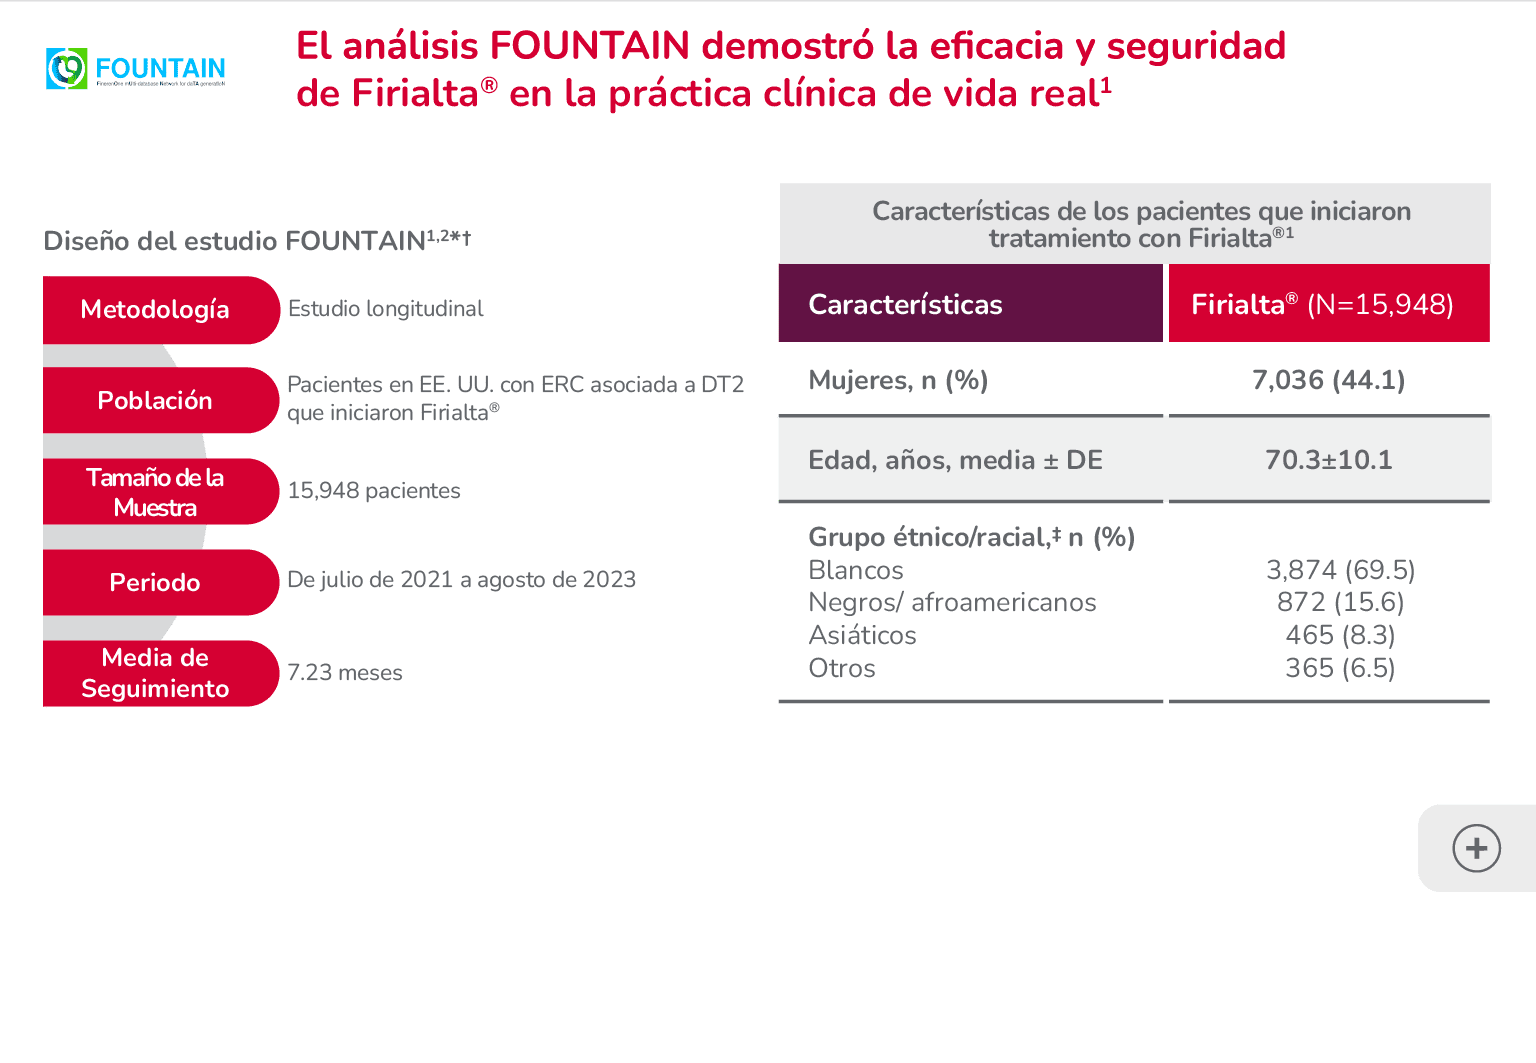 El análisis FOUNTAIN demostró la eficacia y seguridad
de Firialta® en la práctica clínica de vida real¹
FOUNTAIN
FinerenOne mUlti-database Network for daTA generatioN
Diseño del estudio FOUNTAIN¹,²*†
Metodología
Estudio longitudinal
Población
Pacientes en EE. UU. con ERC asociada a DT2
que iniciaron Firialta®
Tamaño de la
Muestra
15,948 pacientes
Periodo
De julio de 2021 a agosto de 2023
Media de
Seguimiento
7.23 meses
Características de los pacientes que iniciaron
tratamiento con Firialta®¹
Características
Firialta® (N=15,948)
Mujeres, n (%)
7,036 (44.1)
Edad, años, media ± DE
70.3±10.1
Grupo étnico/racial,‡ n (%)
Blancos
3,874 (69.5)
Negros/ afroamericanos
872 (15.6)
Asiáticos
465 (8.3)
Otros
365 (6.5)